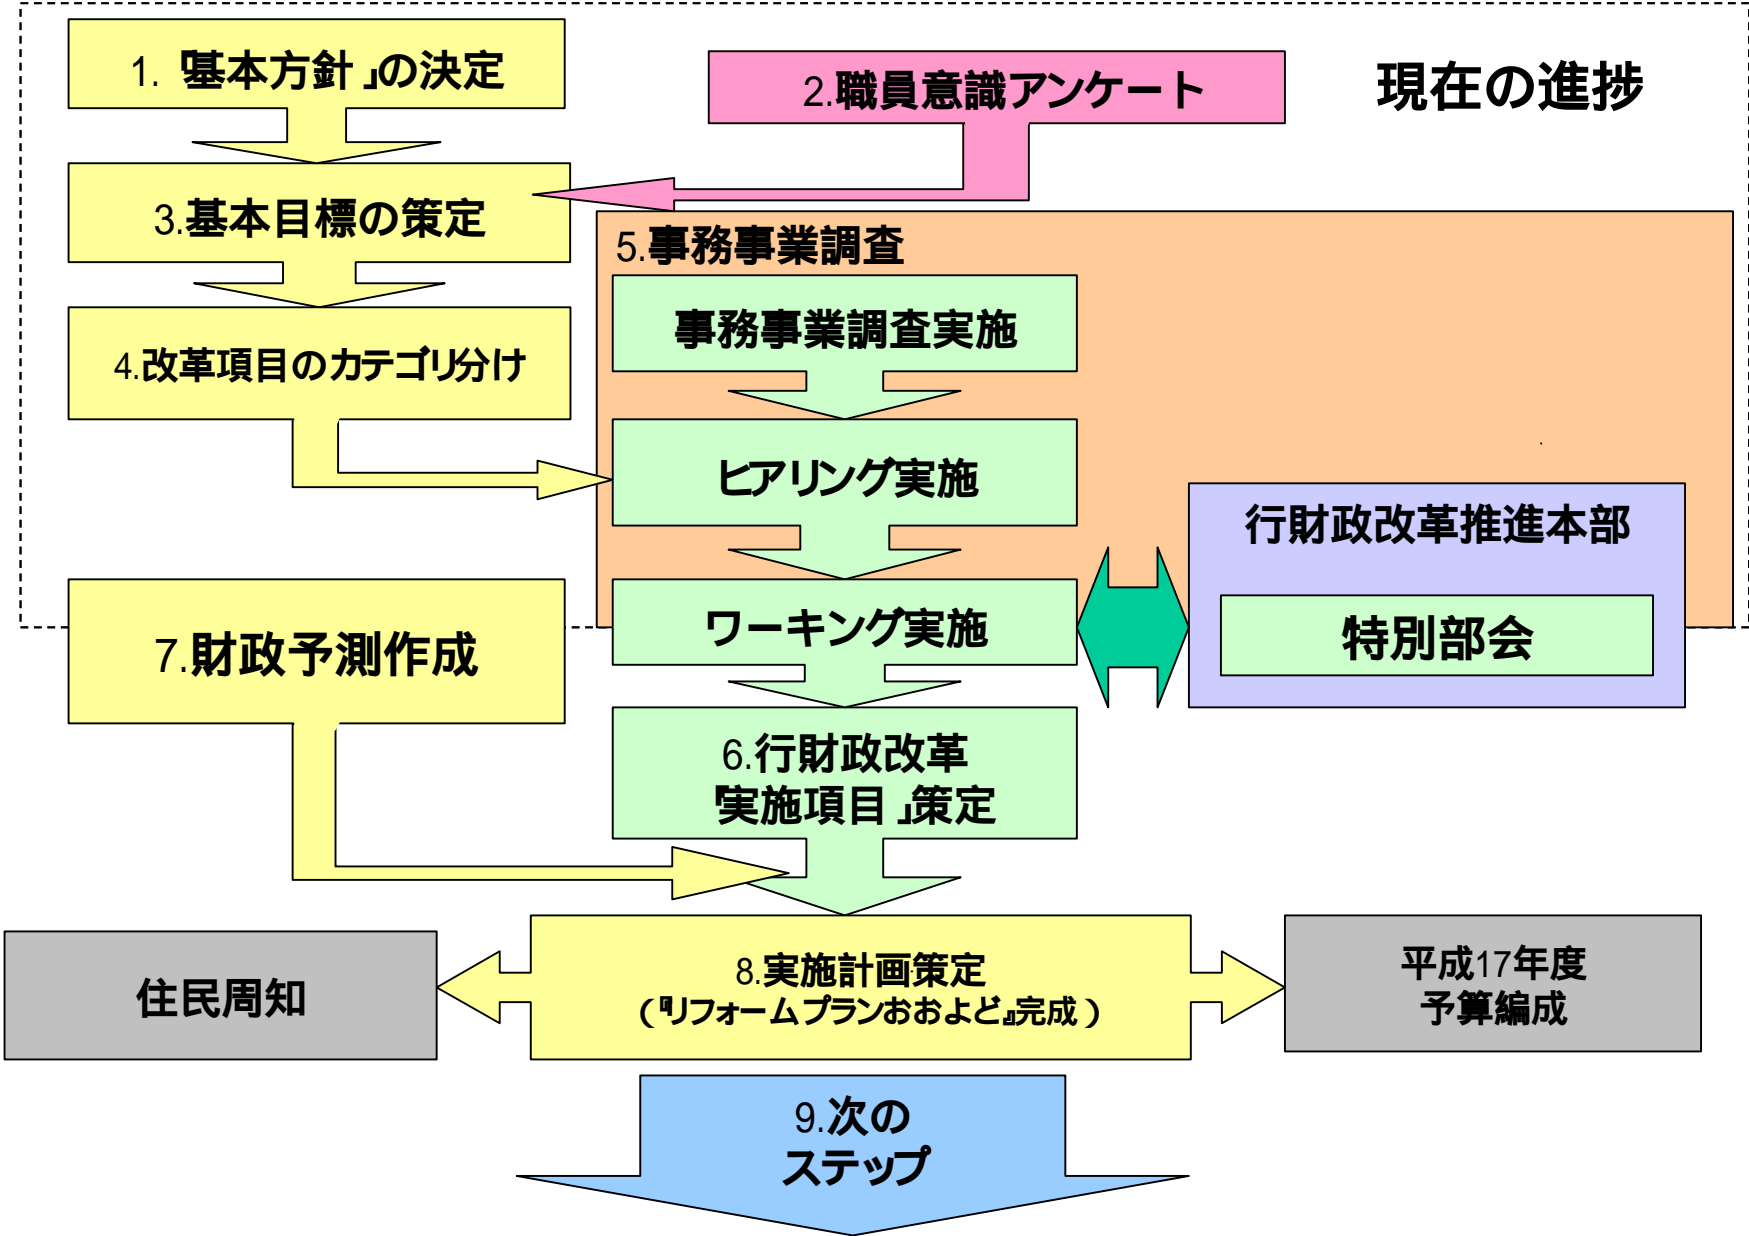 1.「基本方針」の決定
2.職員意識アンケート
現在の進捗
3.基本目標の策定
5.事務事業調査
事務事業調査実施
4.改革項目のカテゴリ分け
ヒアリング実施
行財政改革推進本部
ワーキング実施
特別部会
7.財政予測作成
6.行財政改革
「実施項目」策定
住民周知
8.実施計画策定
(『リフォームプランおおよど』完成)
平成17年度
予算編成
9.次の
ステップ